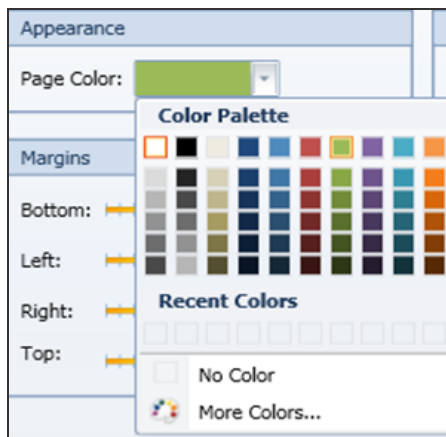 Appearance
Page Color:
Color Palette
Margins
Bottom:
Left:
Recent Colors
Right:
Top:
No Color
More Colors...